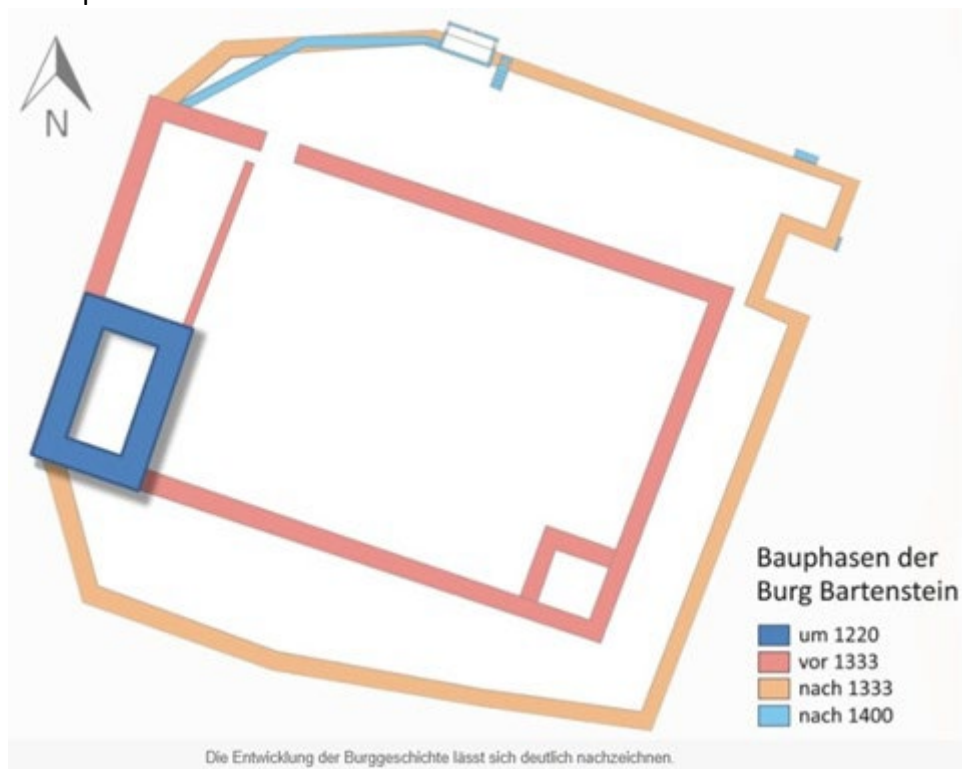 N
Bauphasen der
Burg Bartenstein
um 1220
vor 1333
nach 1333
nach 1400
Die Entwicklung der Burggeschichte lässt sich deutlich nachzeichnen.